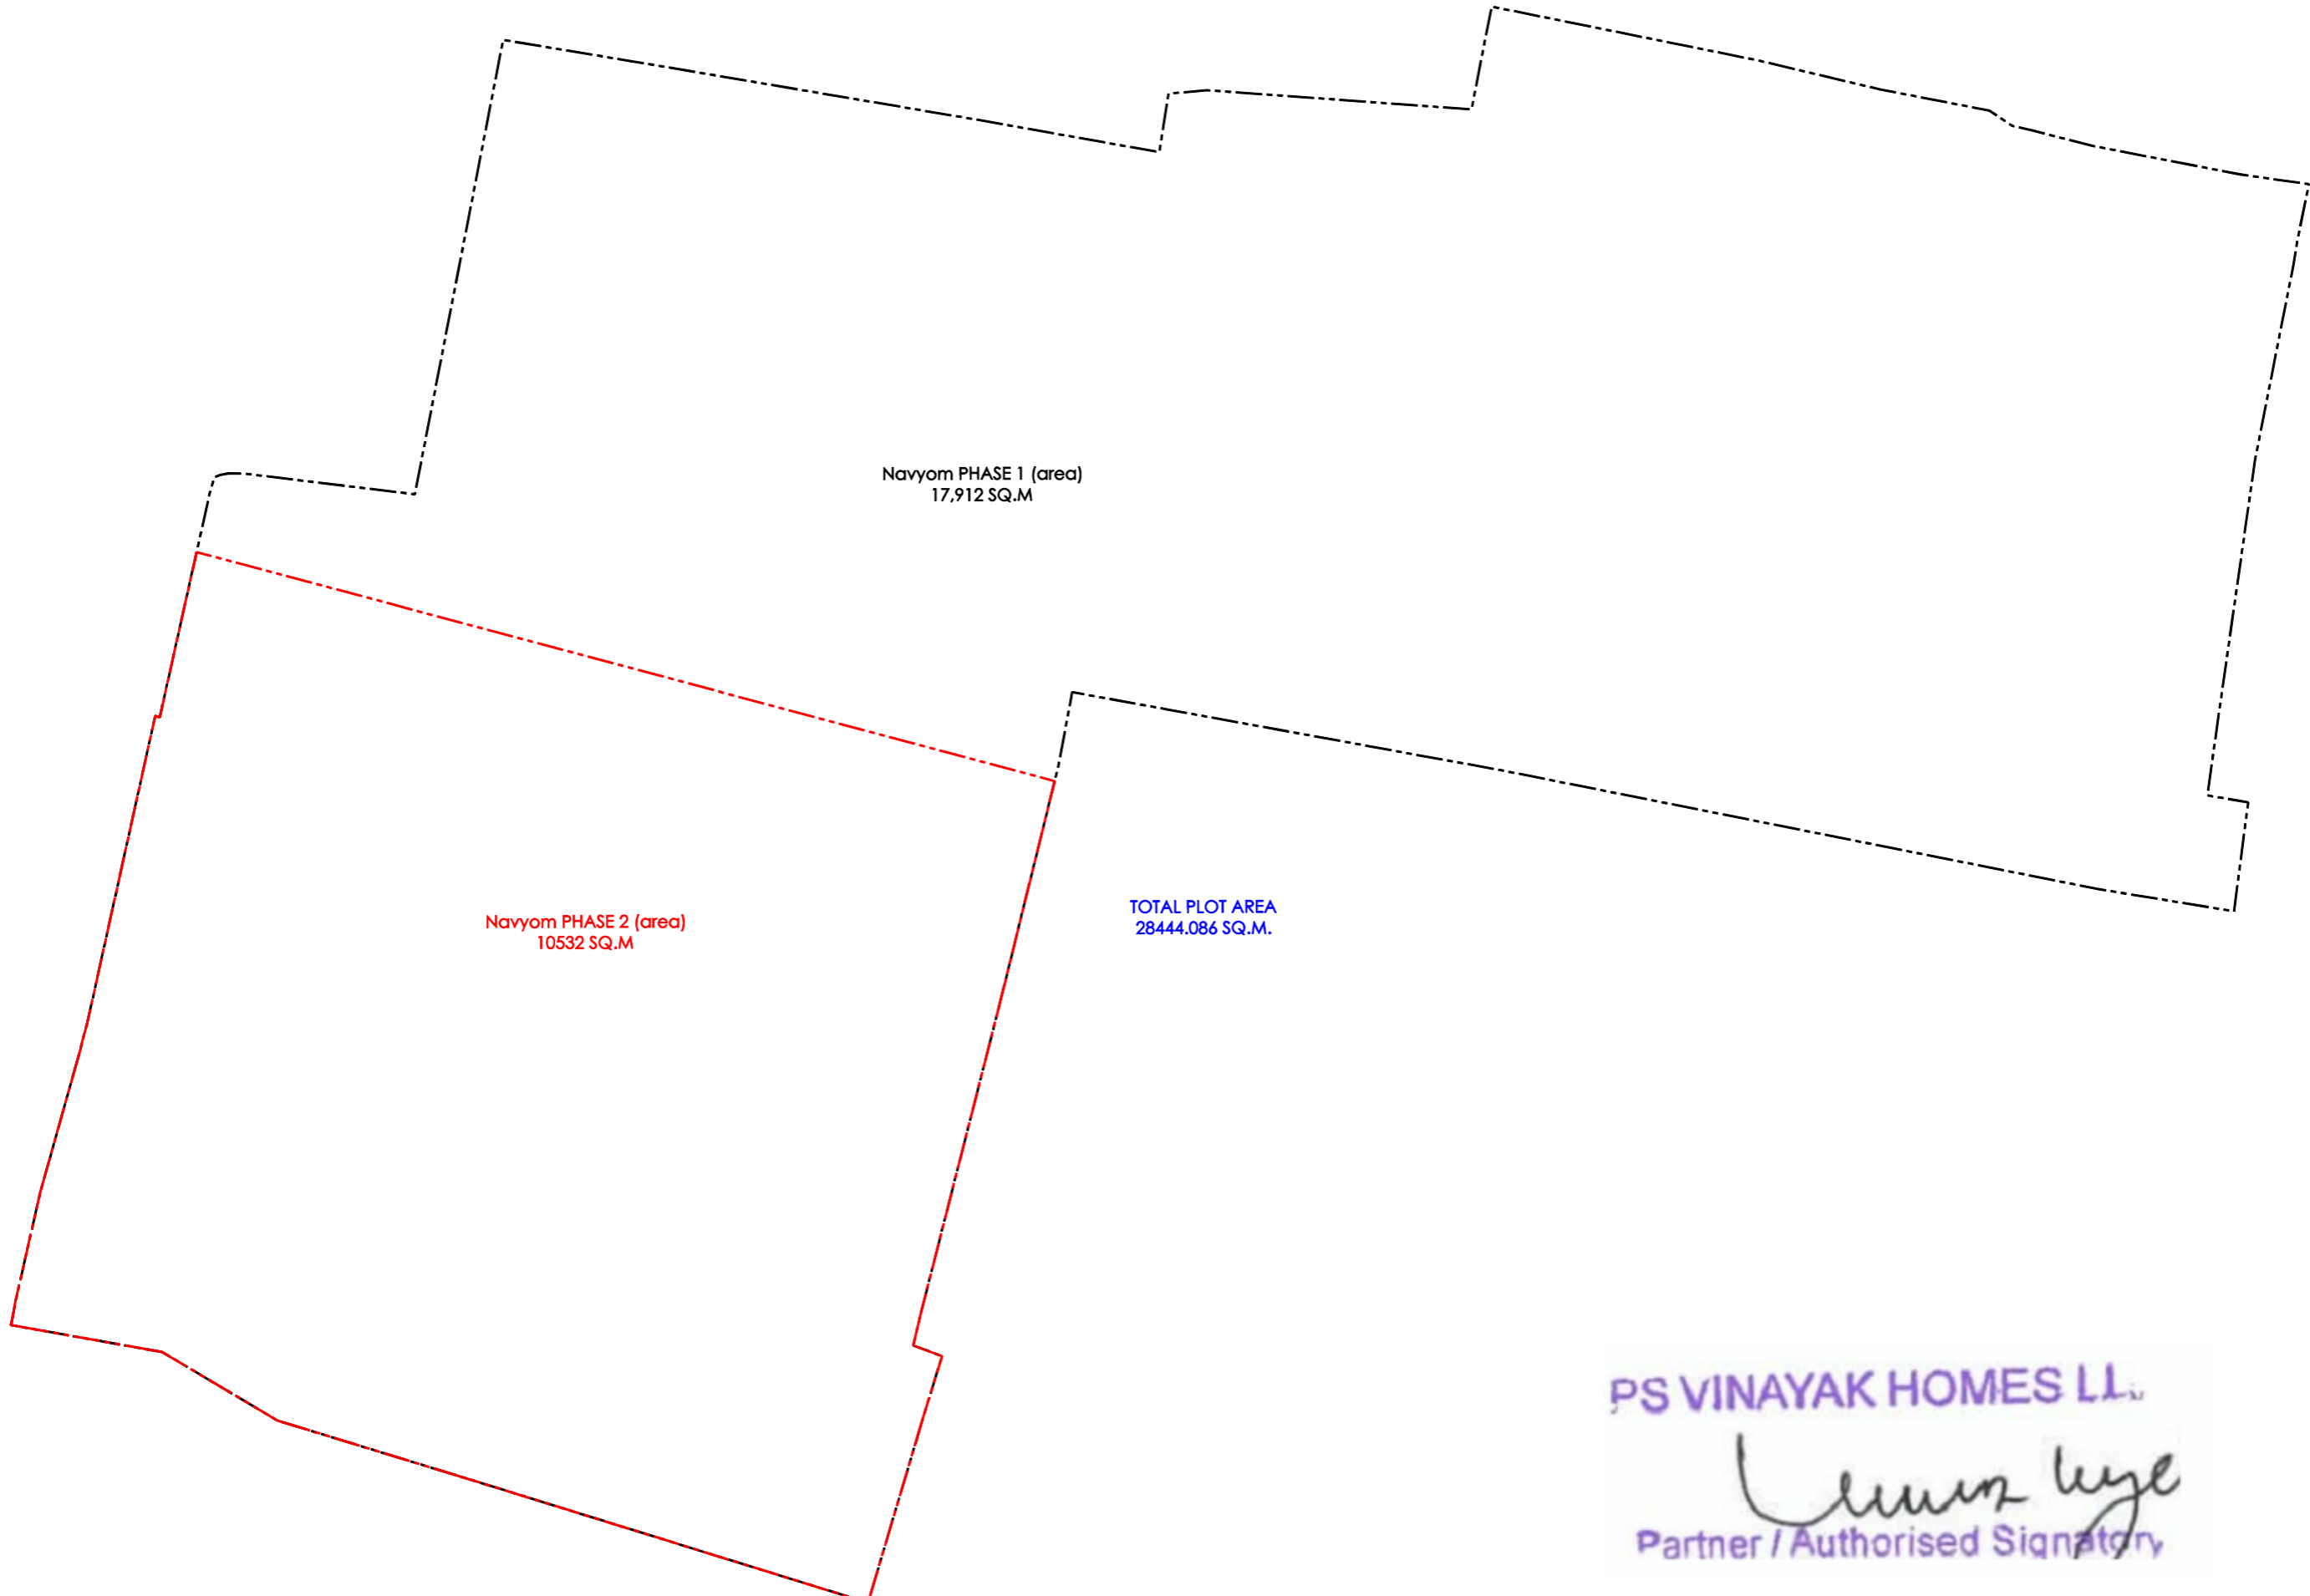 Navyom PHASE 1 (area)
17,912 SQ.M
Navyom PHASE 2 (area)
10532 SQ.M
TOTAL PLOT AREA
28444.086 SQ.M.
PS VINAYAK HOMES LL
Partner / Authorised Signatory